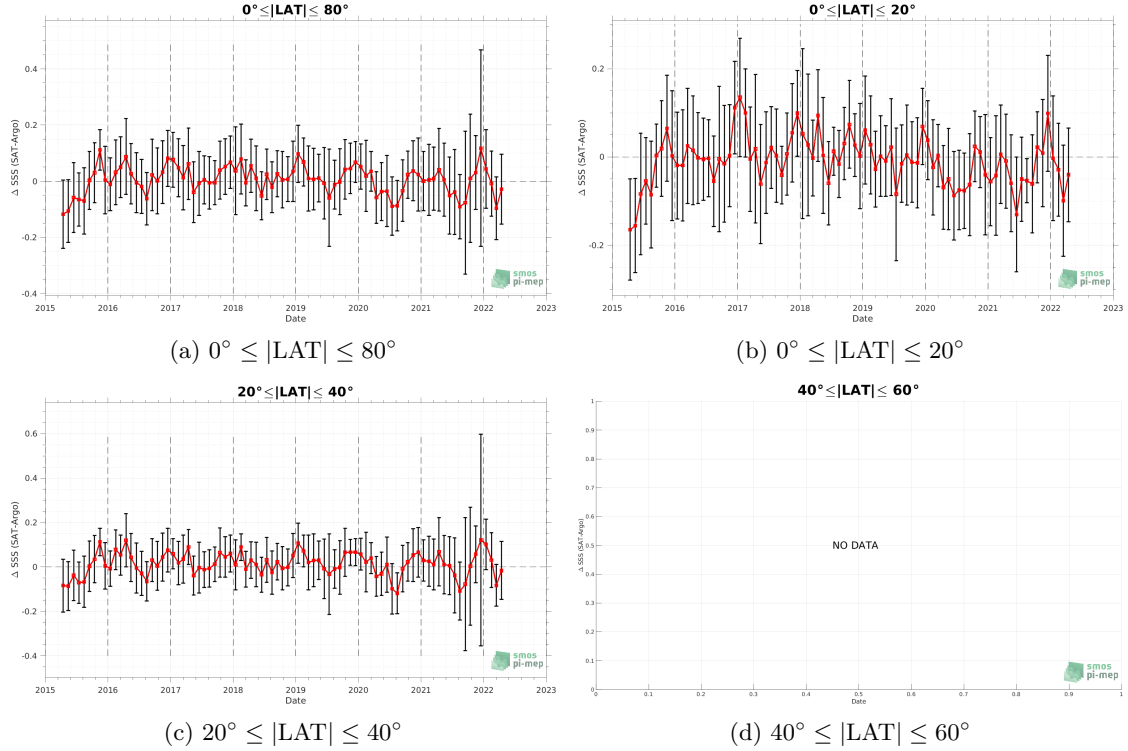 0°≤|LAT|≤ 80°
Δ SSS (SAT-Argo)
0.4
0.2
0
-0.2
-0.4
2015 2016 2017 2018 2019 2020 2021 2022 2023
Date
smos
pi-mep
(a) 0° ≤ |LAT| ≤ 80°
0°≤|LAT|≤ 20°
Δ SSS (SAT-Argo)
0.2
0
-0.2
2015 2016 2017 2018 2019 2020 2021 2022 2023
Date
smos
pi-mep
(b) 0° ≤ |LAT| ≤ 20°
20°≤|LAT|≤ 40°
Δ SSS (SAT-Argo)
0.6
0.4
0.2
0
-0.2
-0.4
2015 2016 2017 2018 2019 2020 2021 2022 2023
Date
smos
pi-mep
(c) 20° ≤ |LAT| ≤ 40°
40°≤|LAT|≤ 60°
Δ SSS (SAT-Argo)
1
0.9
0.8
0.7
0.6
0.5
0.4
0.3
0.2
0.1
0
NO DATA
0 0.1 0.2 0.3 0.4 0.5 0.6 0.7 0.8 0.9 1
Date
smos
pi-mep
(d) 40° ≤ |LAT| ≤ 60°